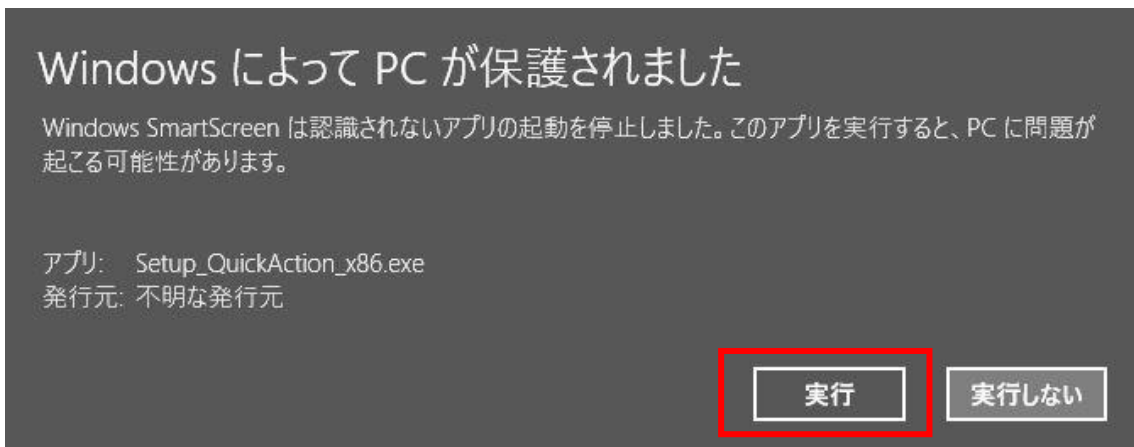 Windows によって PC が保護されました
Windows SmartScreen は認識されないアプリの起動を停止しました。このアプリを実行すると、PC に問題が
起こる可能性があります。
アプリ: Setup_QuickAction_x86.exe
発行元: 不明な発行元
実行 実行しない